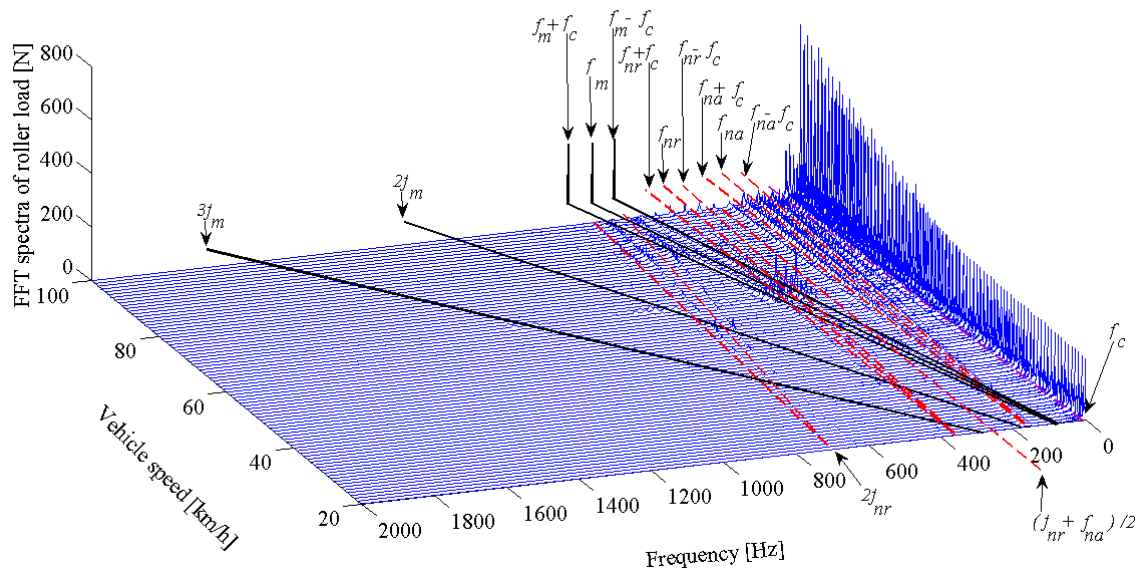 FFT spectra of roller load [N]
800
600
400
200
0
100
80
60
40
20
Vehicle speed [km/h]
2000
1800
1600
1400
1200
1000
800
600
400
200
0
Frequency [Hz]
3f_m
2f_m
f_m + f_c
f_m
f_m - f_c
f_nr + f_c
f_nr
f_nr - f_c
f_na + f_c
f_na
f_na - f_c
f_c
2f_nr
(f_nr + f_na)/2